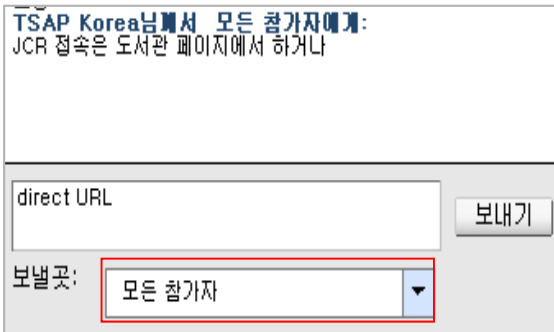 TSAP Korea님께서 모든 참가자에게:
JCR 접속은 도서관 페이지에서 하거나
direct URL
보내기
보낼곳:
모든 참가자